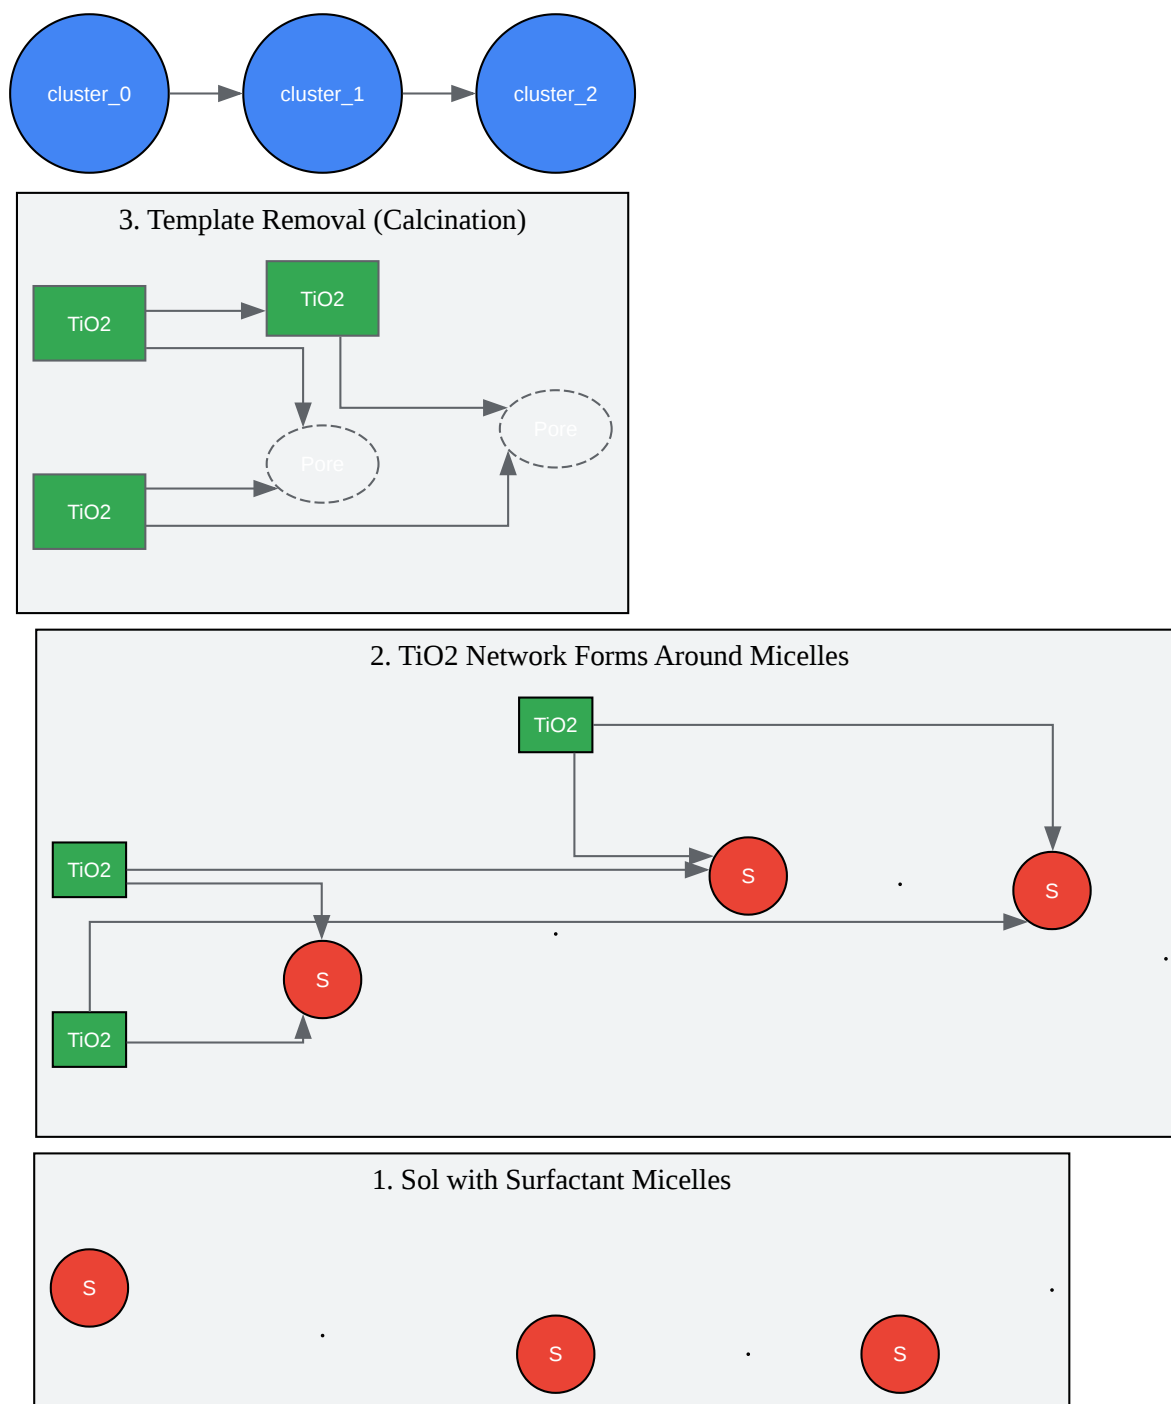 cluster_0
cluster_1
cluster_2
3. Template Removal (Calcination)
TiO2
TiO2
Pore
Pore
TiO2
2. TiO2 Network Forms Around Micelles
TiO2
TiO2
S
S
S
TiO2
1. Sol with Surfactant Micelles
S
S
S